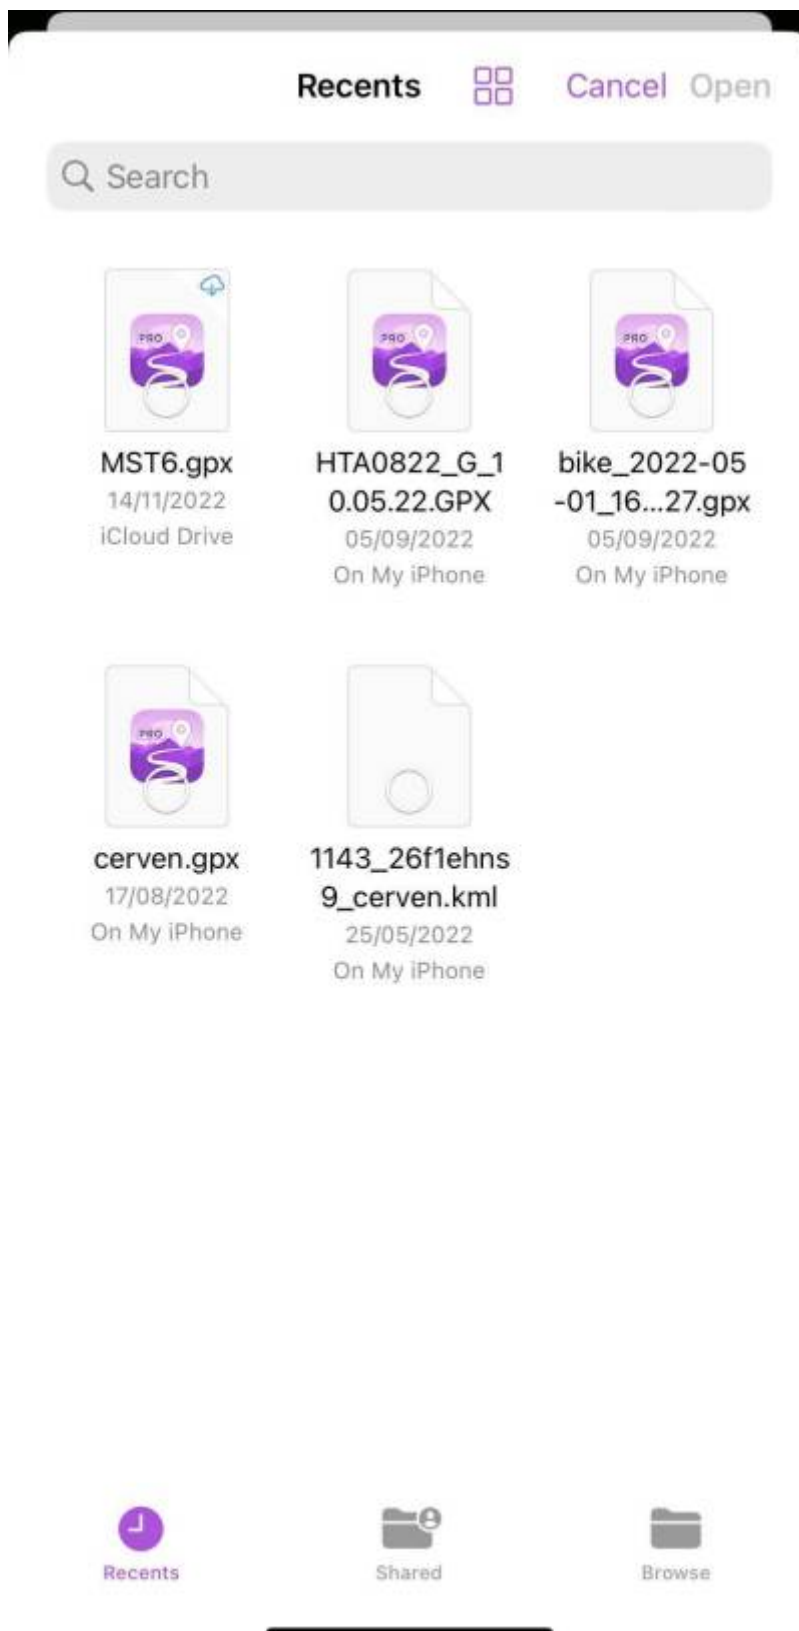 Recents
Cancel Open
Search
PRO
PRO
PRO
MST6.gpx
14/11/2022
iCloud Drive
HTA0822_G_1
0.05.22.GPX
05/09/2022
On My iPhone
bike_2022-05
-01_16...27.gpx
05/09/2022
On My iPhone
PRO
cerven.gpx
17/08/2022
On My iPhone
1143_26f1ehns
9_cerven.kml
25/05/2022
On My iPhone
Recents
Shared
Browse